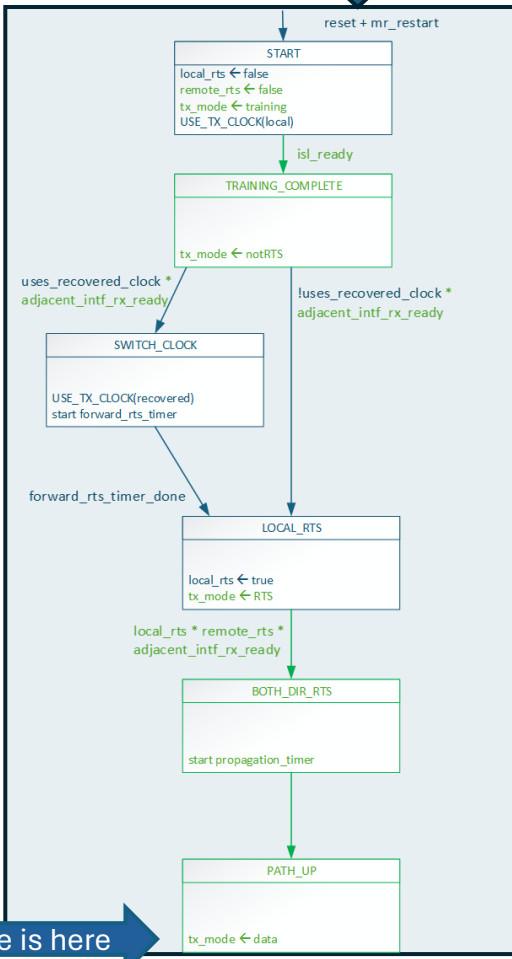 reset + mr_restart
START
local_rts ← false
remote_rts ← false
tx_mode ← training
USE_TX_CLOCK(local)
isl_ready
TRAINING_COMPLETE
tx_mode ← notRTS
uses_recovered_clock *
adjacent_intf_rx_ready
!uses_recovered_clock *
adjacent_intf_rx_ready
SWITCH_CLOCK
USE_TX_CLOCK(recovered)
start forward_rts_timer
forward_rts_timer_done
LOCAL_RTS
local_rts ← true
tx_mode ← RTS
local_rts * remote_rts *
adjacent_intf_rx_ready
BOTH_DIR_RTS
start propagation_timer
PATH_UP
e is here
tx_mode ← data